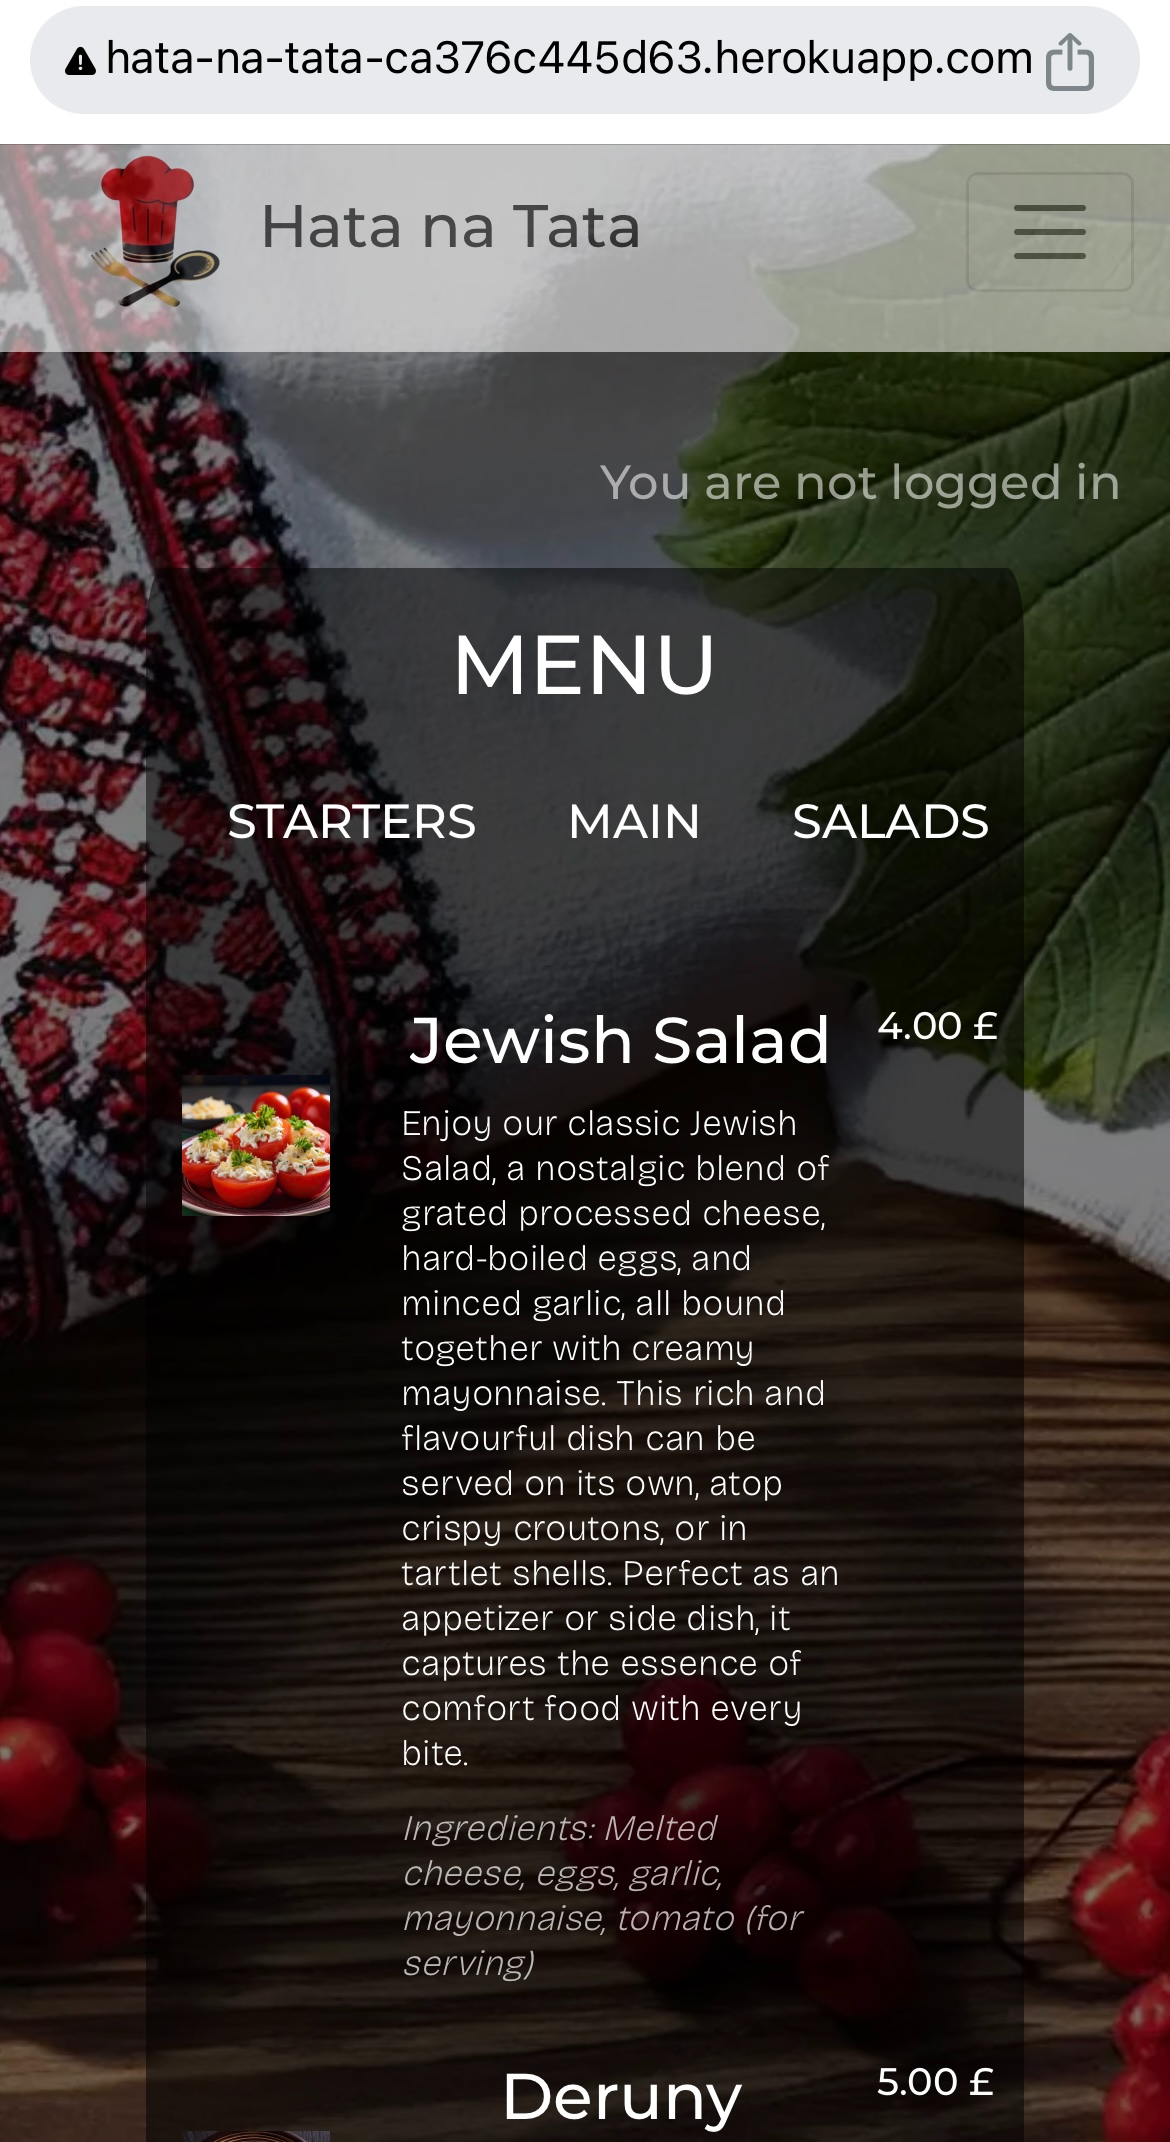 hata-na-tata-ca376c445d63.herokuapp.com
Hata na Tata
You are not logged in
MENU
STARTERS MAIN SALADS
Jewish Salad 4.00 £
Enjoy our classic Jewish
Salad, a nostalgic blend of
grated processed cheese,
hard-boiled eggs, and
minced garlic, all bound
together with creamy
mayonnaise. This rich and
flavourful dish can be
served on its own, atop
crispy croutons, or in
tartlet shells. Perfect as an
appetizer or side dish, it
captures the essence of
comfort food with every
bite.
Ingredients: Melted
cheese, eggs, garlic,
mayonnaise, tomato (for
serving)
Deruny 5.00 £